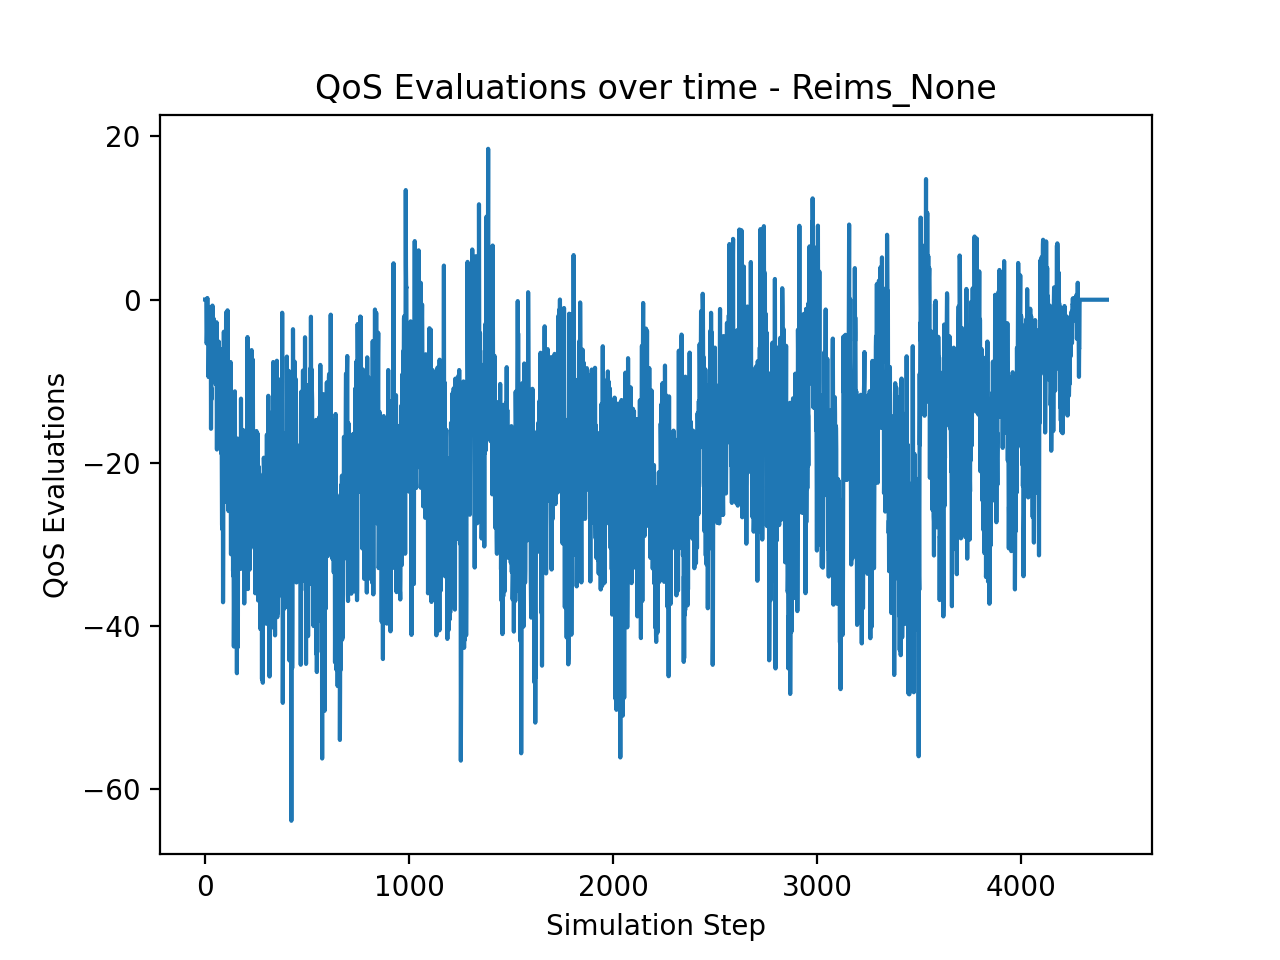 QoS Evaluations over time - Reims_None
20
0
−20
−40
−60
QoS Evaluations
0 1000 2000 3000 4000
Simulation Step